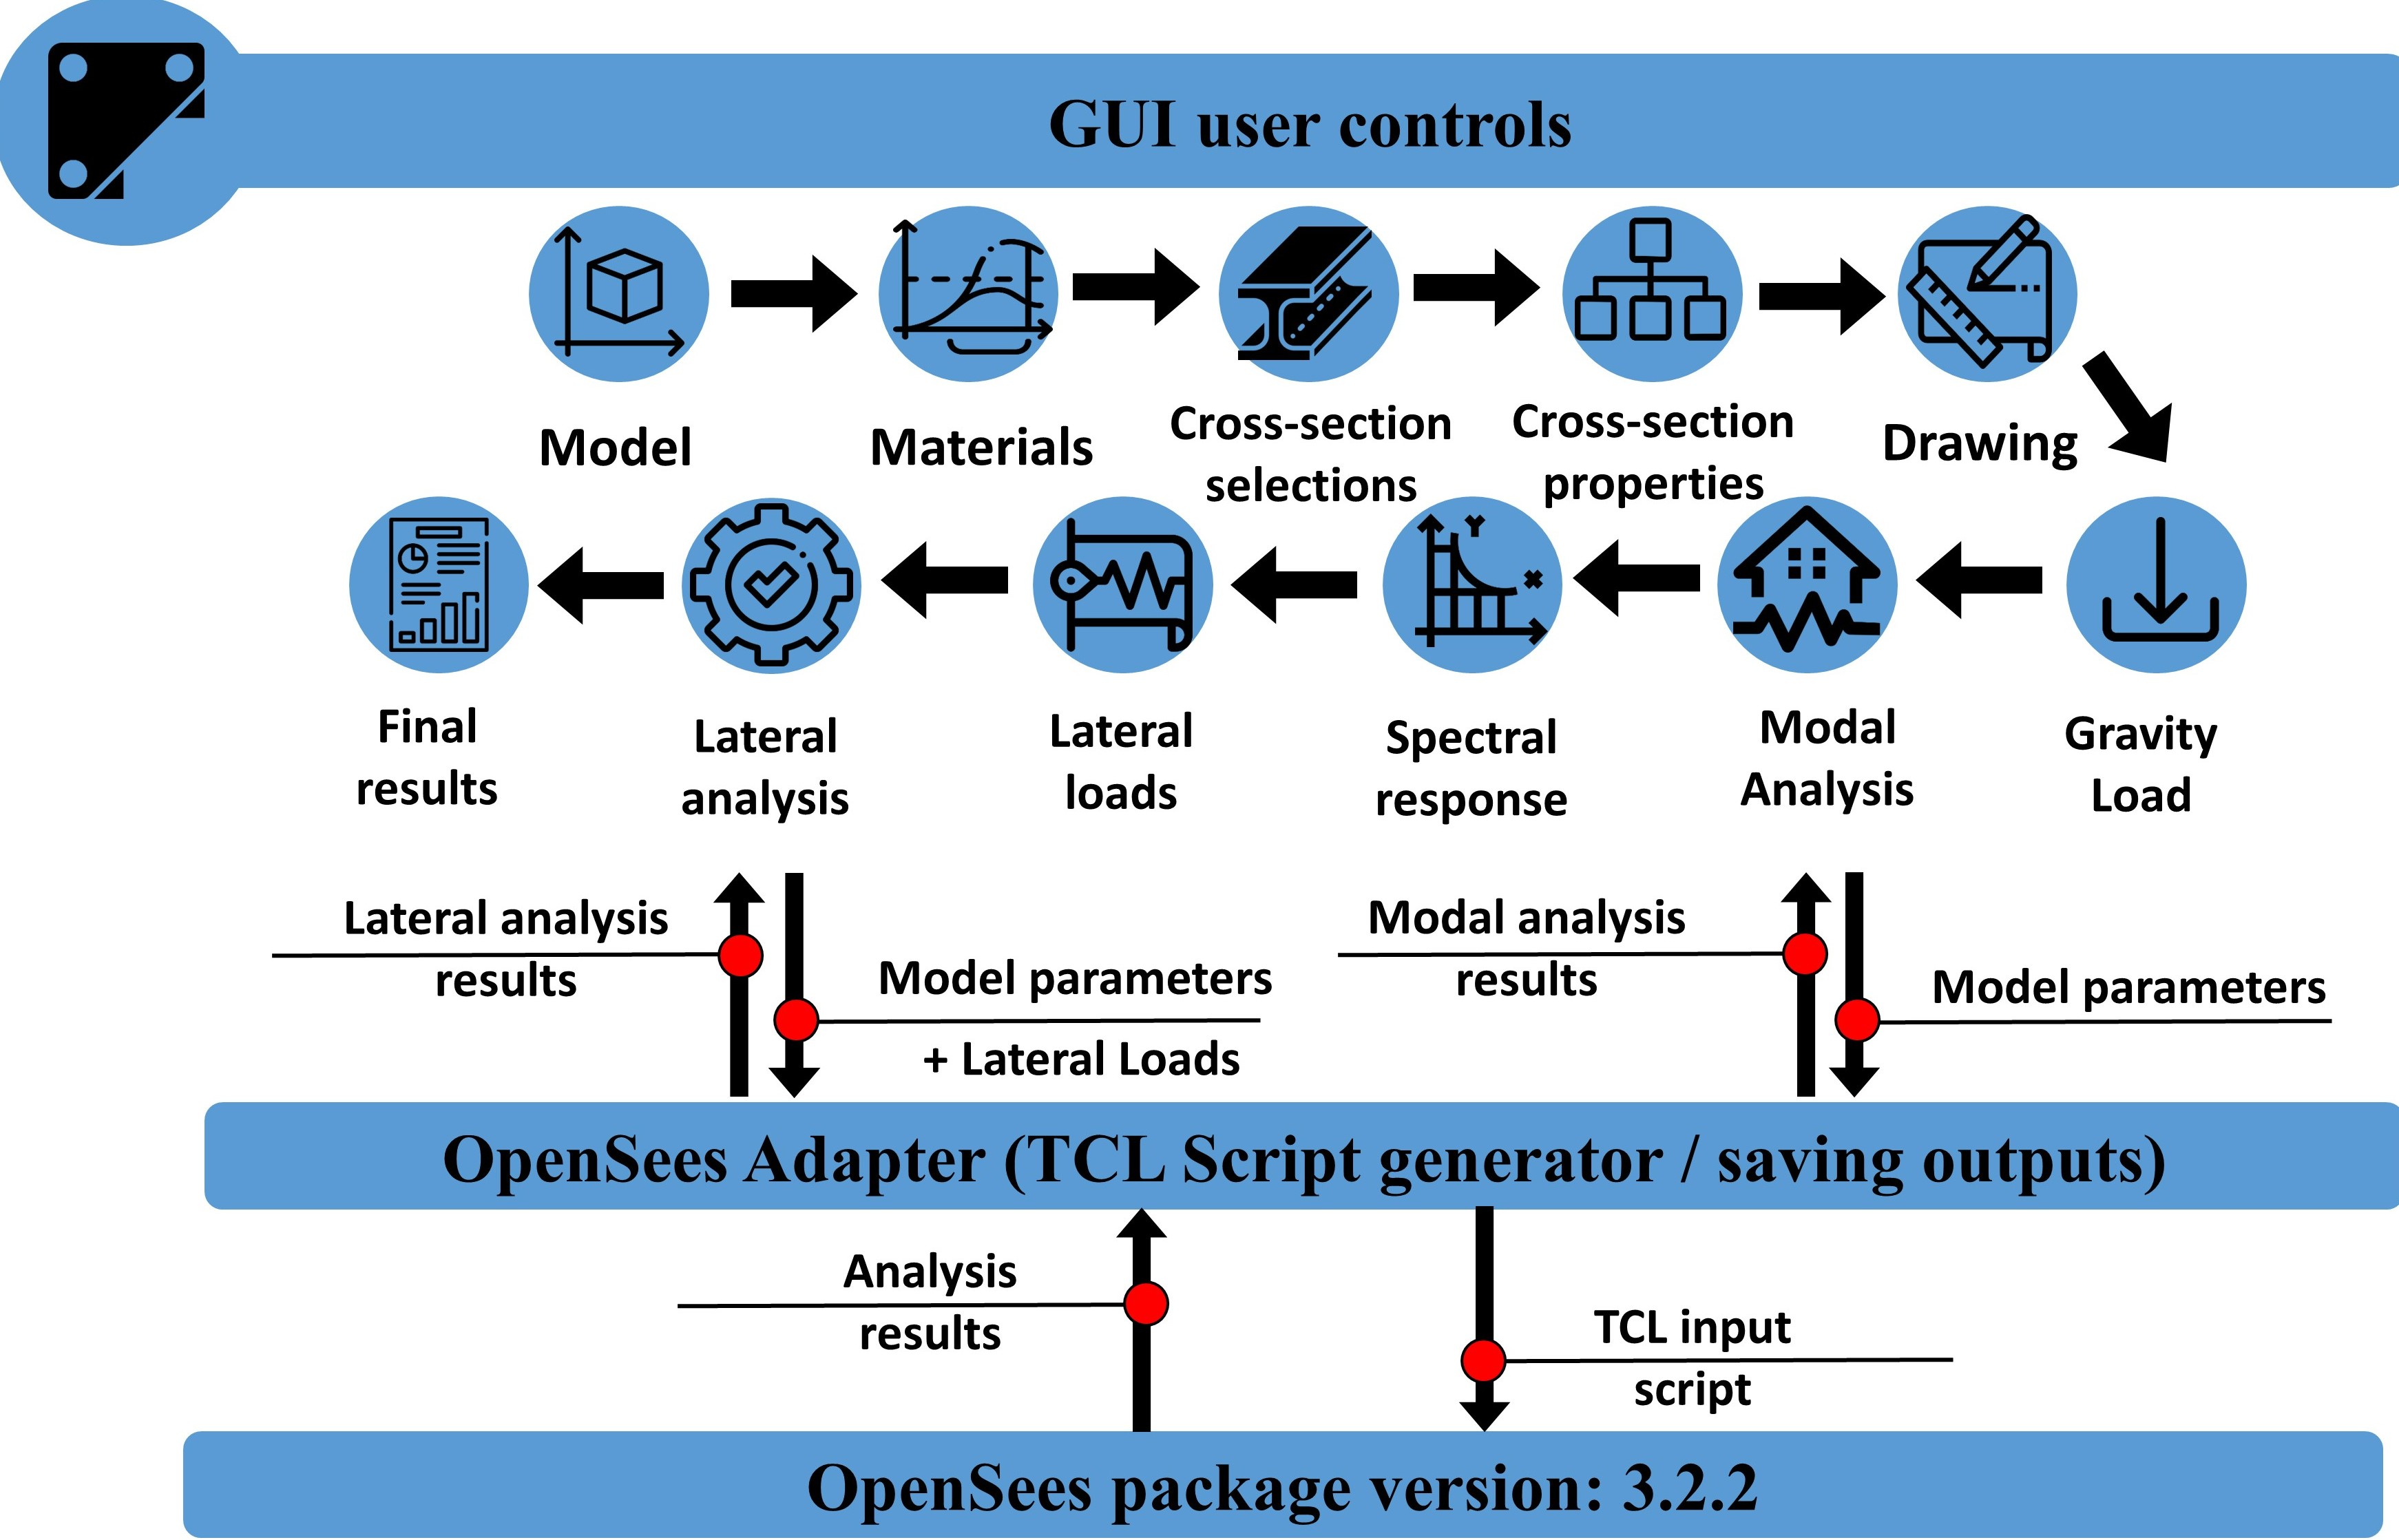 GUI user controls
Model
Materials
Cross-section
selections
Cross-section
properties
Drawing
Final
results
Lateral
analysis
Lateral
loads
Spectral
response
Modal
Analysis
Gravity
Load
Lateral analysis
results
Model parameters
+ Lateral Loads
Modal analysis
results
Model parameters
OpenSees Adapter (TCL Script generator / saving outputs)
Analysis
results
TCL input
script
OpenSees package version: 3.2.2